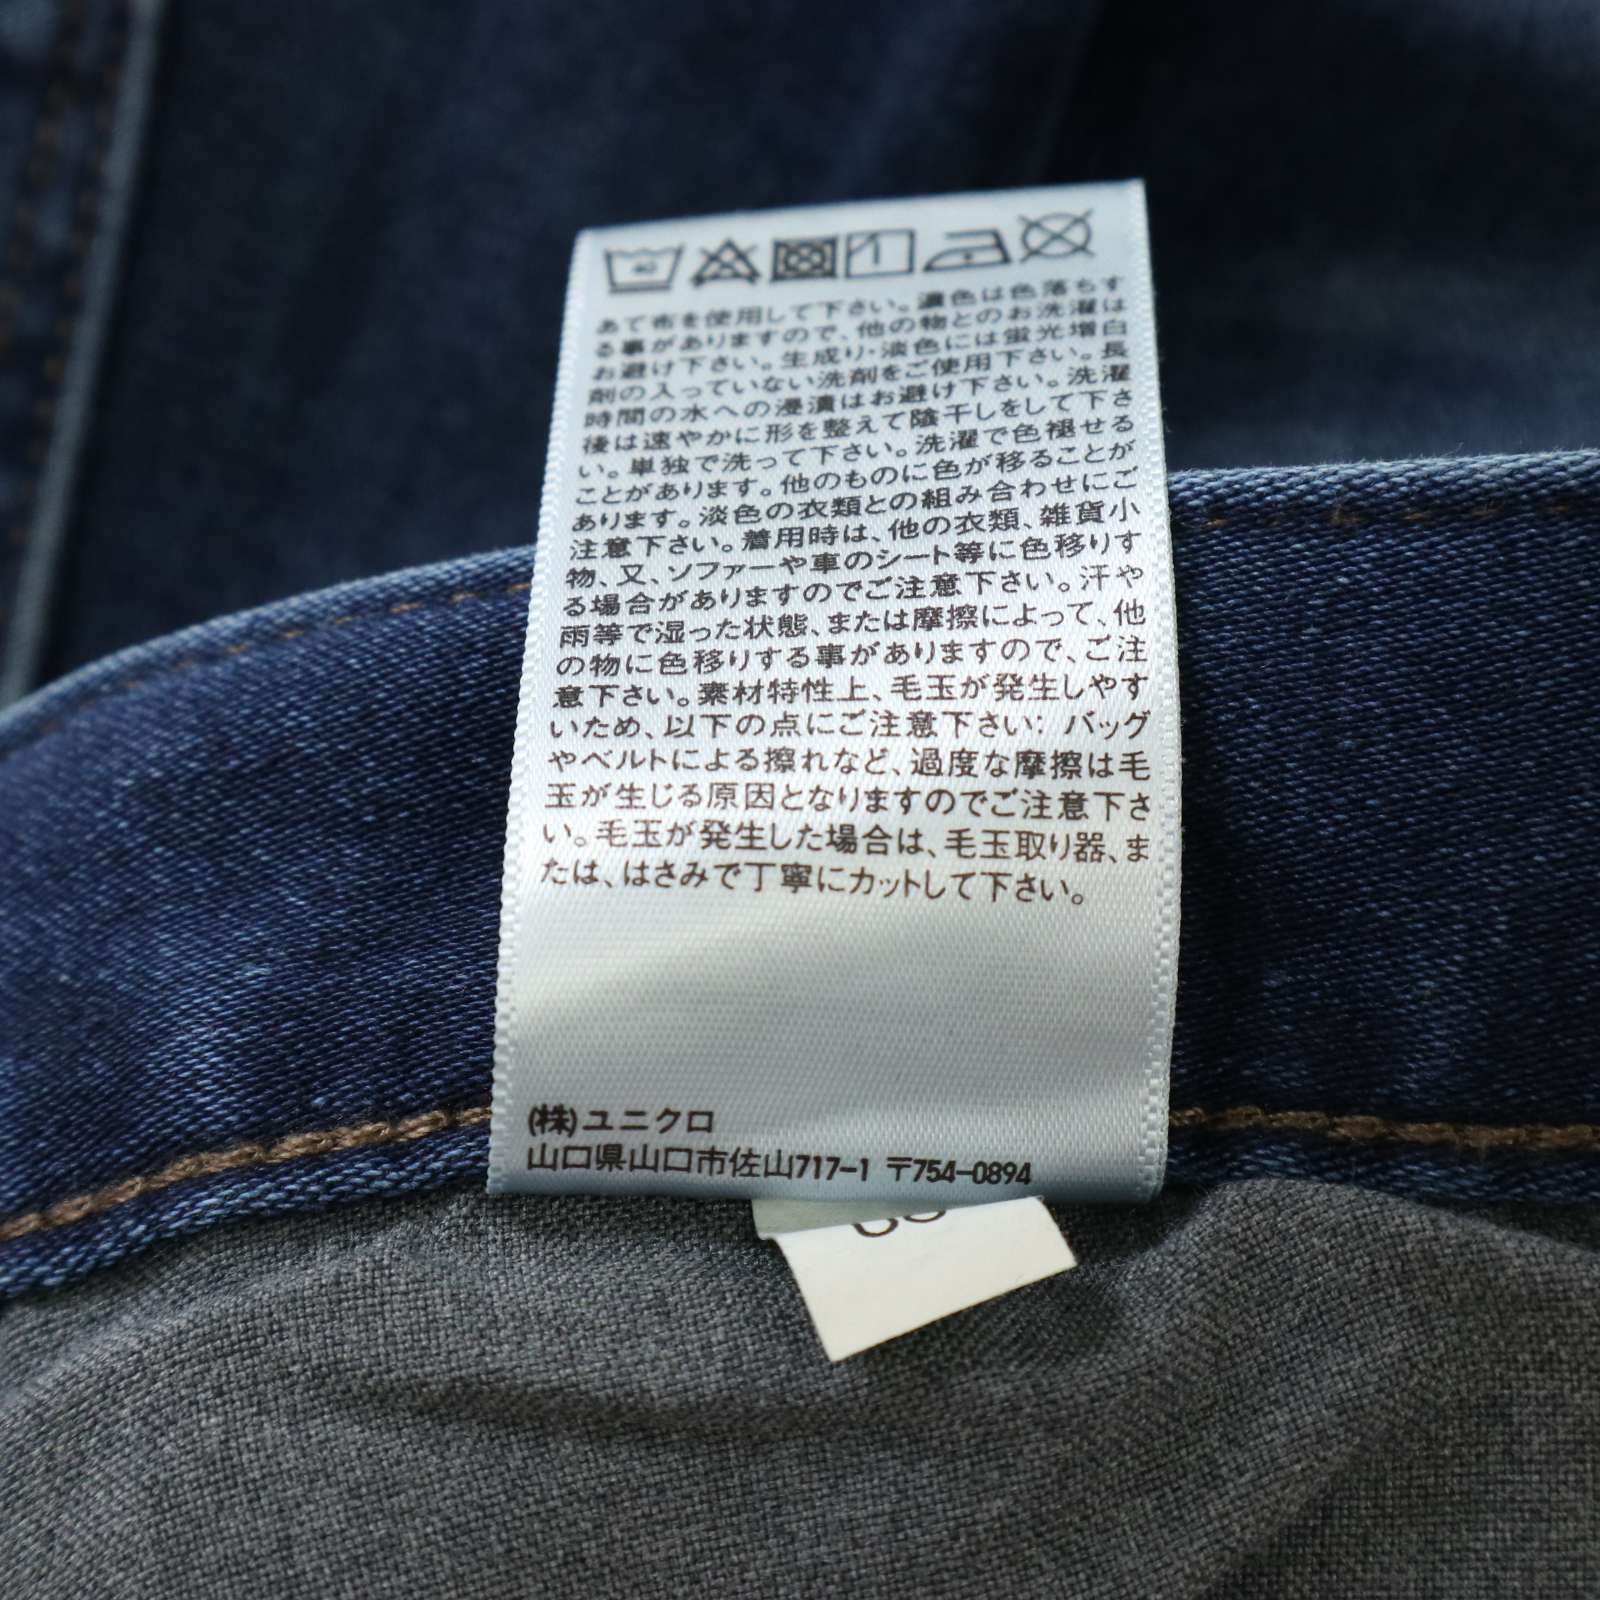 40
あて布を使用して下さい。濃色は色落ちす
る事がありますので、他の物とのお洗濯は
お避け下さい。生成り・淡色には蛍光増白
剤の入っていない洗剤をご使用下さい。長
時間の水への浸漬はお避け下さい。洗濯
後は速やかに形を整えて陰干しをして下さ
い。単独で洗って下さい。洗濯で色褪せる
ことがあります。他のものに色が移ることが
あります。淡色の衣類との組み合わせにご
注意下さい。着用時は、他の衣類、雑貨小
物、又、ソファーや車のシート等に色移りす
る場合がありますのでご注意下さい。汗や
雨等で湿った状態、または摩擦によって、他
の物に色移りする事がありますので、ご注
意下さい。素材特性上、毛玉が発生しやす
いため、以下の点にご注意下さい: バッグ
やベルトによる擦れなど、過度な摩擦は毛
玉が生じる原因となりますのでご注意下さ
い。毛玉が発生した場合は、毛玉取り器、ま
たは、はさみで丁寧にカットして下さい。
(株)ユニクロ
山口県山口市佐山717-1 〒754-0894